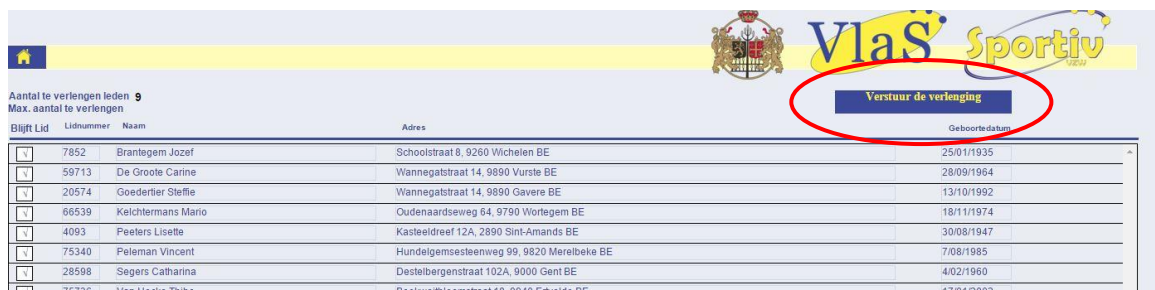 VlaS Sportiv
VZW
Aantal te verlengen leden 9
Max. aantal te verlengen
Verstuur de verlenging
Blijft Lid Lidnummer Naam Adres Geboortedatum
√ 7852 Brantegem Jozef Schoolstraat 8, 9260 Wichelen BE 25/01/1935
√ 59713 De Groote Carine Wannegatstraat 14, 9890 Vurste BE 28/09/1964
√ 20574 Goedertier Steffie Wannegatstraat 14, 9890 Gavere BE 13/10/1992
√ 66539 Kelchtermans Mario Oudenaardseweg 64, 9790 Wortegem BE 18/11/1974
√ 4093 Peeters Lisette Kasteeldreef 12A, 2890 Sint-Amands BE 30/08/1947
√ 75340 Peleman Vincent Hundelgemsesteenweg 99, 9820 Merelbeke BE 7/08/1985
√ 28598 Segers Catharina Destelbergenstraat 102A, 9000 Gent BE 4/02/1960